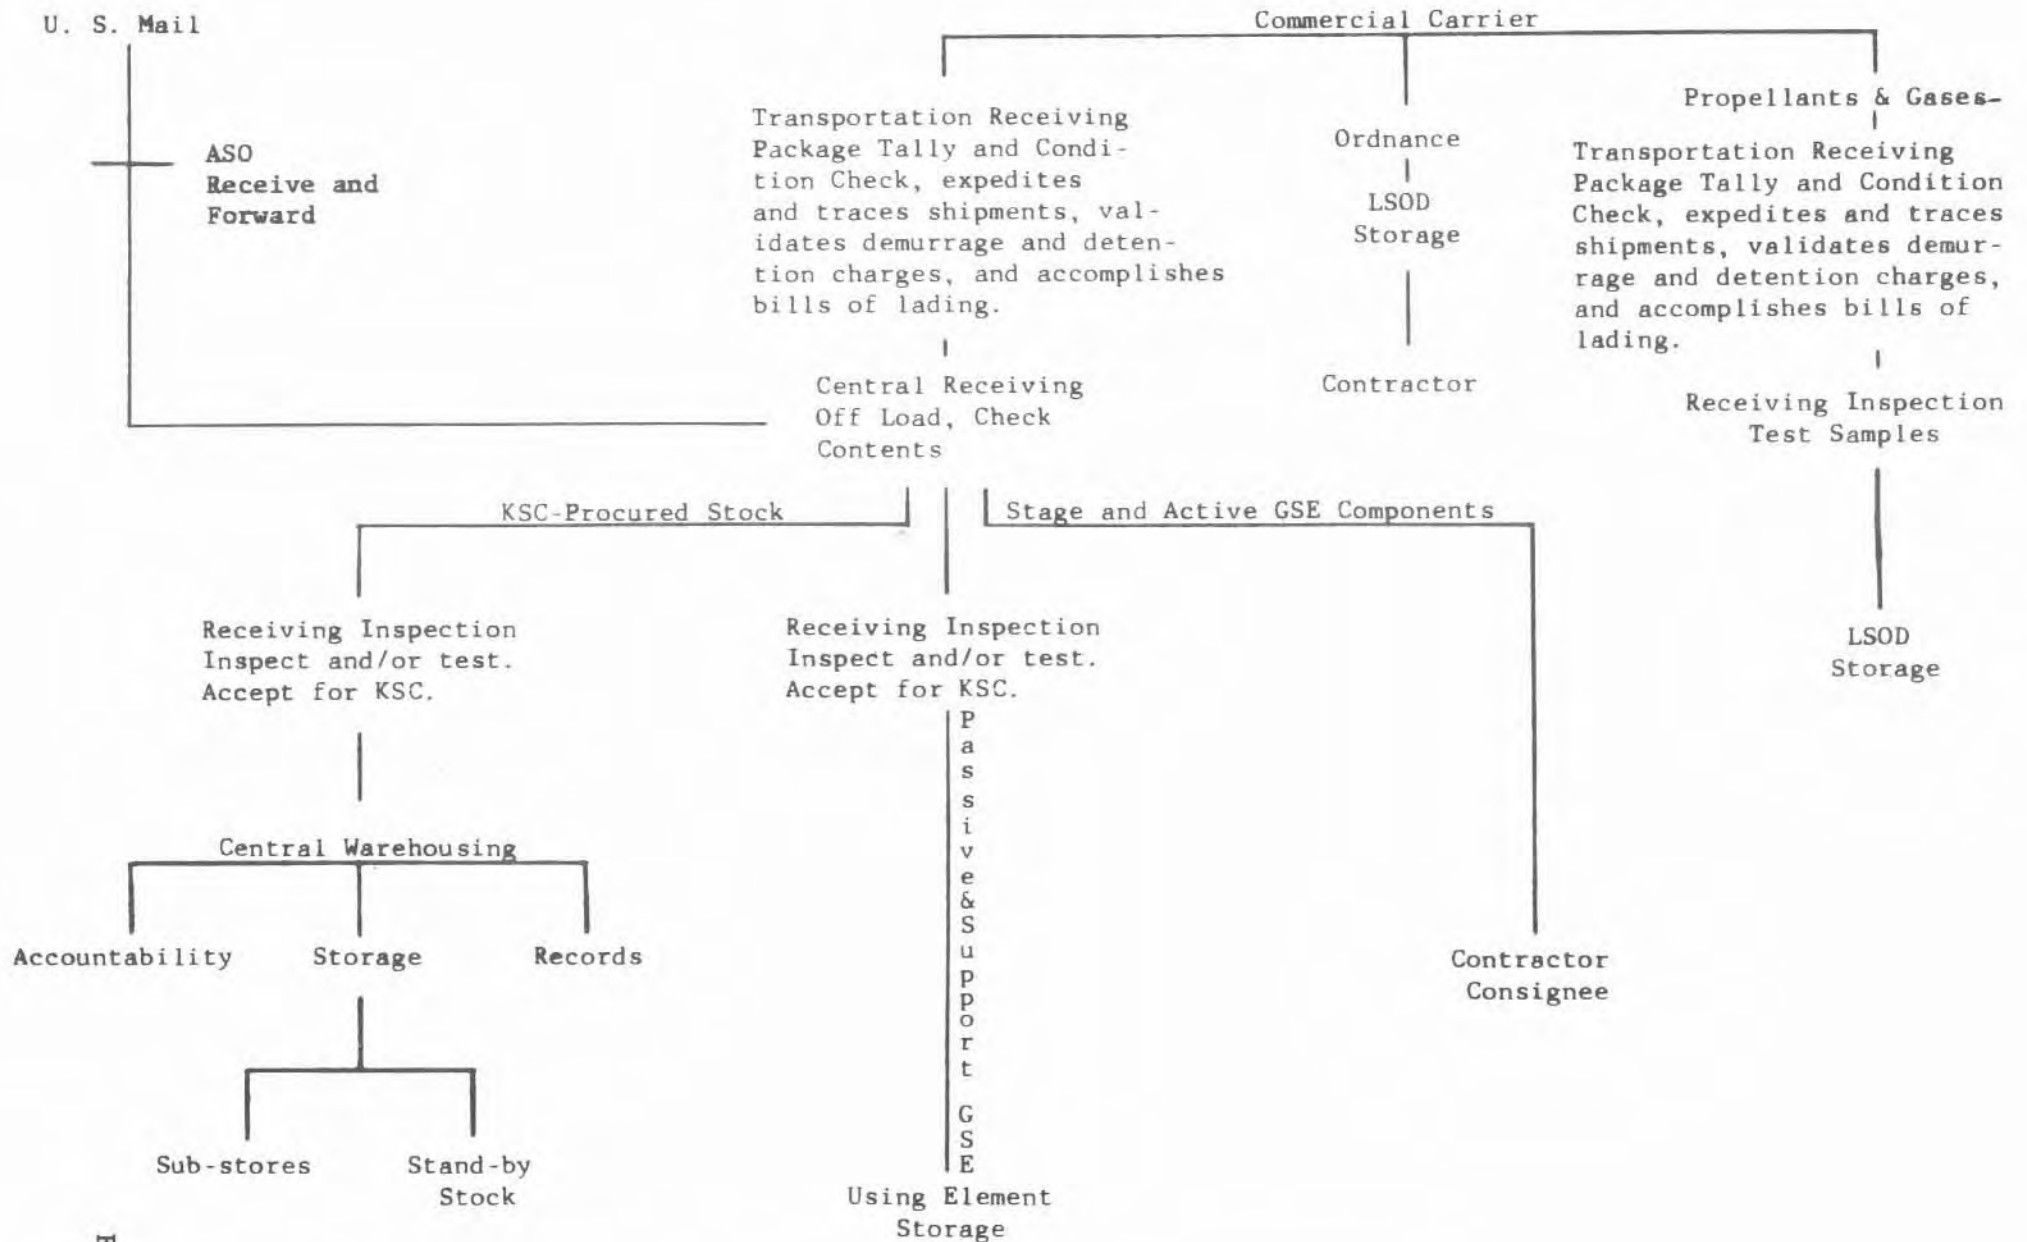 U. S. Mail
Commercial Carrier
ASO
Receive and
Forward
Transportation Receiving
Package Tally and Condi-
tion Check, expedites
and traces shipments, val-
idates demurrage and deten-
tion charges, and accomplishes
bills of lading.
Ordnance
LSOD
Storage
Contractor
Propellants & Gases-
Transportation Receiving
Package Tally and Condition
Check, expedites and traces
shipments, validates demur-
rage and detention charges,
and accomplishes bills of
lading.
Central Receiving
Off Load, Check
Contents
Receiving Inspection
Test Samples
LSOD
Storage
KSC-Procured Stock
Stage and Active GSE Components
Receiving Inspection
Inspect and/or test.
Accept for KSC.
Receiving Inspection
Inspect and/or test.
Accept for KSC.
Passive&Support GSE
Central Warehousing
Accountability
Storage
Records
Contractor
Consignee
Sub-stores
Stand-by
Stock
Using Element
Storage